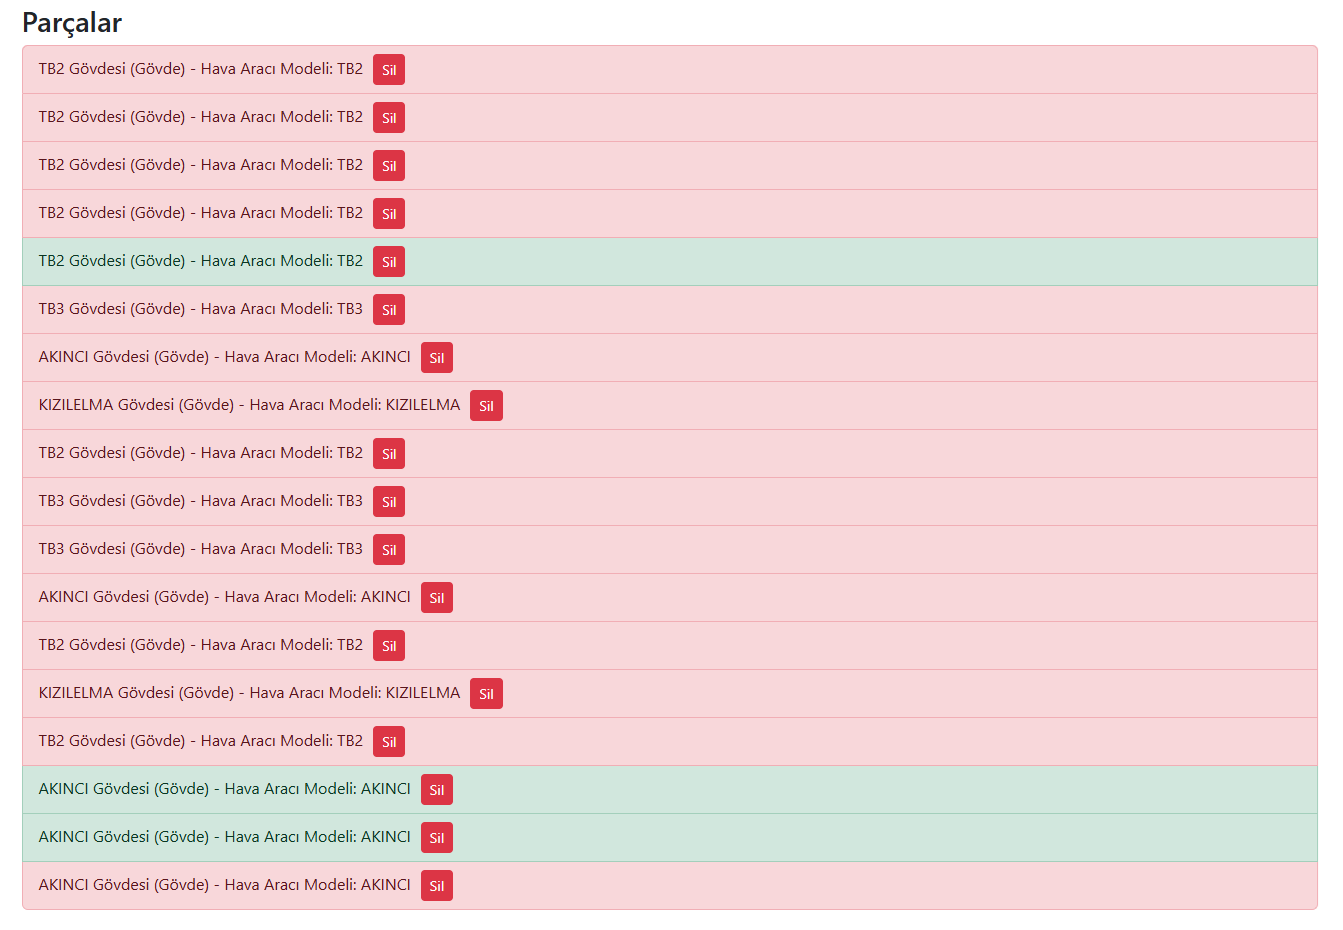 Parçalar
TB2 Gövdesi (Gövde) - Hava Aracı Modeli: TB2 Sil
TB2 Gövdesi (Gövde) - Hava Aracı Modeli: TB2 Sil
TB2 Gövdesi (Gövde) - Hava Aracı Modeli: TB2 Sil
TB2 Gövdesi (Gövde) - Hava Aracı Modeli: TB2 Sil
TB2 Gövdesi (Gövde) - Hava Aracı Modeli: TB2 Sil
TB3 Gövdesi (Gövde) - Hava Aracı Modeli: TB3 Sil
AKINCI Gövdesi (Gövde) - Hava Aracı Modeli: AKINCI Sil
KIZILELMA Gövdesi (Gövde) - Hava Aracı Modeli: KIZILELMA Sil
TB2 Gövdesi (Gövde) - Hava Aracı Modeli: TB2 Sil
TB3 Gövdesi (Gövde) - Hava Aracı Modeli: TB3 Sil
TB3 Gövdesi (Gövde) - Hava Aracı Modeli: TB3 Sil
AKINCI Gövdesi (Gövde) - Hava Aracı Modeli: AKINCI Sil
TB2 Gövdesi (Gövde) - Hava Aracı Modeli: TB2 Sil
KIZILELMA Gövdesi (Gövde) - Hava Aracı Modeli: KIZILELMA Sil
TB2 Gövdesi (Gövde) - Hava Aracı Modeli: TB2 Sil
AKINCI Gövdesi (Gövde) - Hava Aracı Modeli: AKINCI Sil
AKINCI Gövdesi (Gövde) - Hava Aracı Modeli: AKINCI Sil
AKINCI Gövdesi (Gövde) - Hava Aracı Modeli: AKINCI Sil